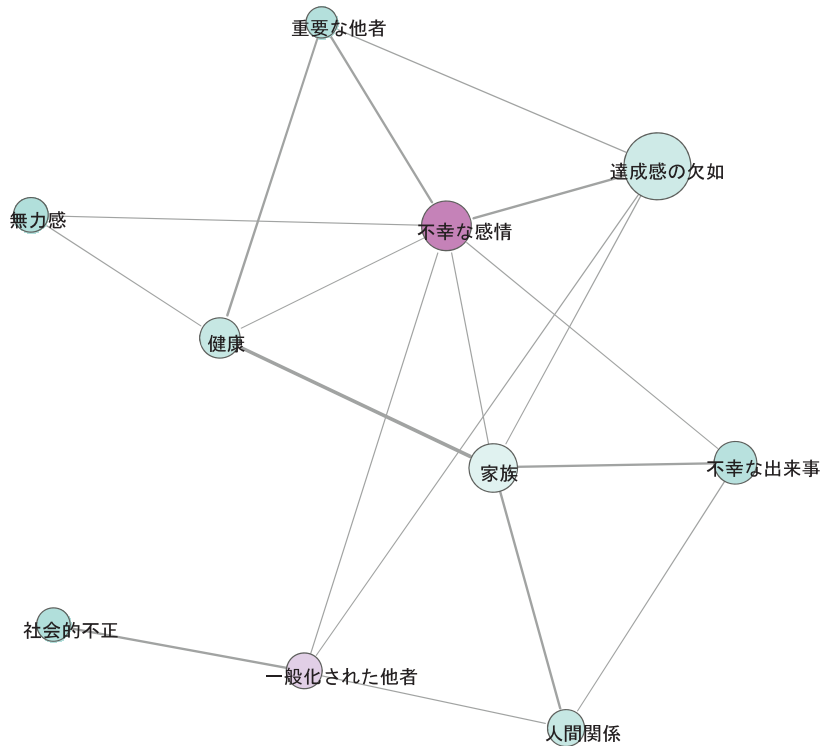 重要な他者
達成感の欠如
無力感
不幸な感情
健康
家族
不幸な出来事
社会的不正
一般化された他者
人間関係